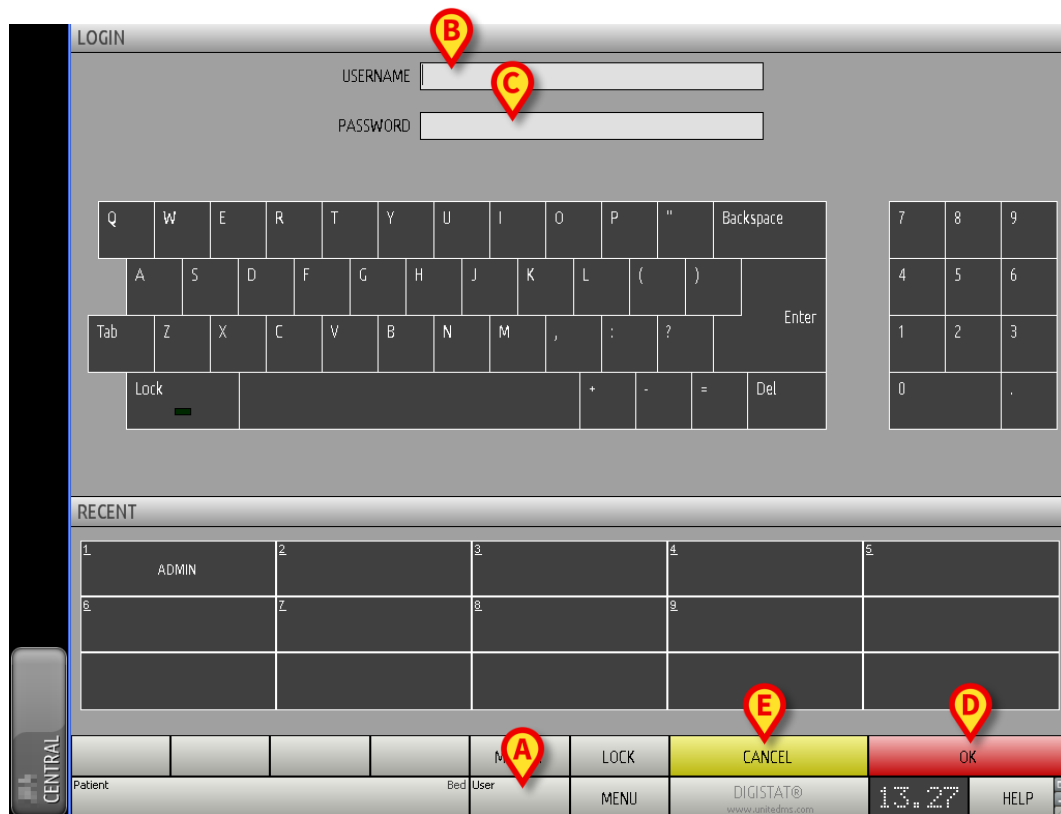 LOGIN
B
USERNAME
C
PASSWORD
Q W E R T Y U I O P " Backspace 7 8 9
A S D F G H J K L ( ) 4 5 6
Enter
Tab Z X C V B N M , : ? 1 2 3
Lock + - = Del 0 .
RECENT
1 ADMIN 2 3 4 5
6 7 8 9
E D
CENTRAL
A LOCK CANCEL OK
Patient Bed User MENU DIGISTAT® 13.27 HELP
www.unitedms.com